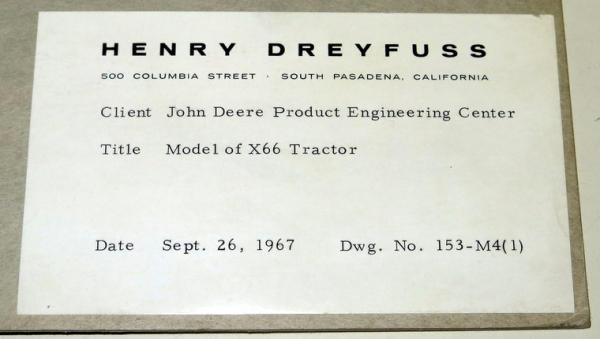 HENRY DREYFUSS
500 COLUMBIA STREET · SOUTH PASADENA, CALIFORNIA
Client John Deere Product Engineering Center
Title Model of X66 Tractor
Date Sept. 26, 1967 Dwg. No. 153-M4(1)